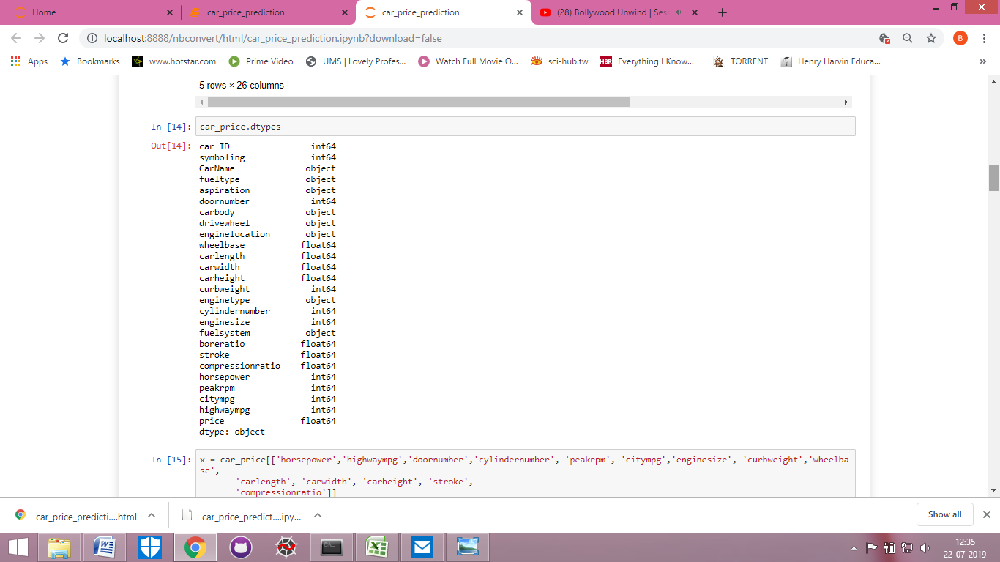 Home
car_price_prediction
car_price_prediction
(28) Bollywood Unwind | Ses
localhost:8888/nbconvert/html/car_price_prediction.ipynb?download=false
B
Apps
Bookmarks
www.hotstar.com
Prime Video
UMS | Lovely Profes...
Watch Full Movie O...
sci-hub.tw
HBR
Everything I Know...
TORRENT
Henry Harvin Educa...
»
5 rows × 26 columns
In [14]: car_price.dtypes
Out[14]: car_ID int64
symboling int64
CarName object
fueltype object
aspiration object
doornumber int64
carbody object
drivewheel object
enginelocation object
wheelbase float64
carlength float64
carwidth float64
carheight float64
curbweight int64
enginetype object
cylindernumber int64
enginesize int64
fuelsystem object
boreratio float64
stroke float64
compressionratio float64
horsepower int64
peakrpm int64
citympg int64
highwaympg int64
price float64
dtype: object
In [15]: x = car_price[['horsepower','highwaympg','doornumber','cylindernumber', 'peakrpm', 'citympg','enginesize', 'curbweight','wheelba
se',
'carlength', 'carwidth', 'carheight', 'stroke',
'compressionratio']]
car_price_predicti....html
car_price_predict....ipy...
Show all
12:35
22-07-2019